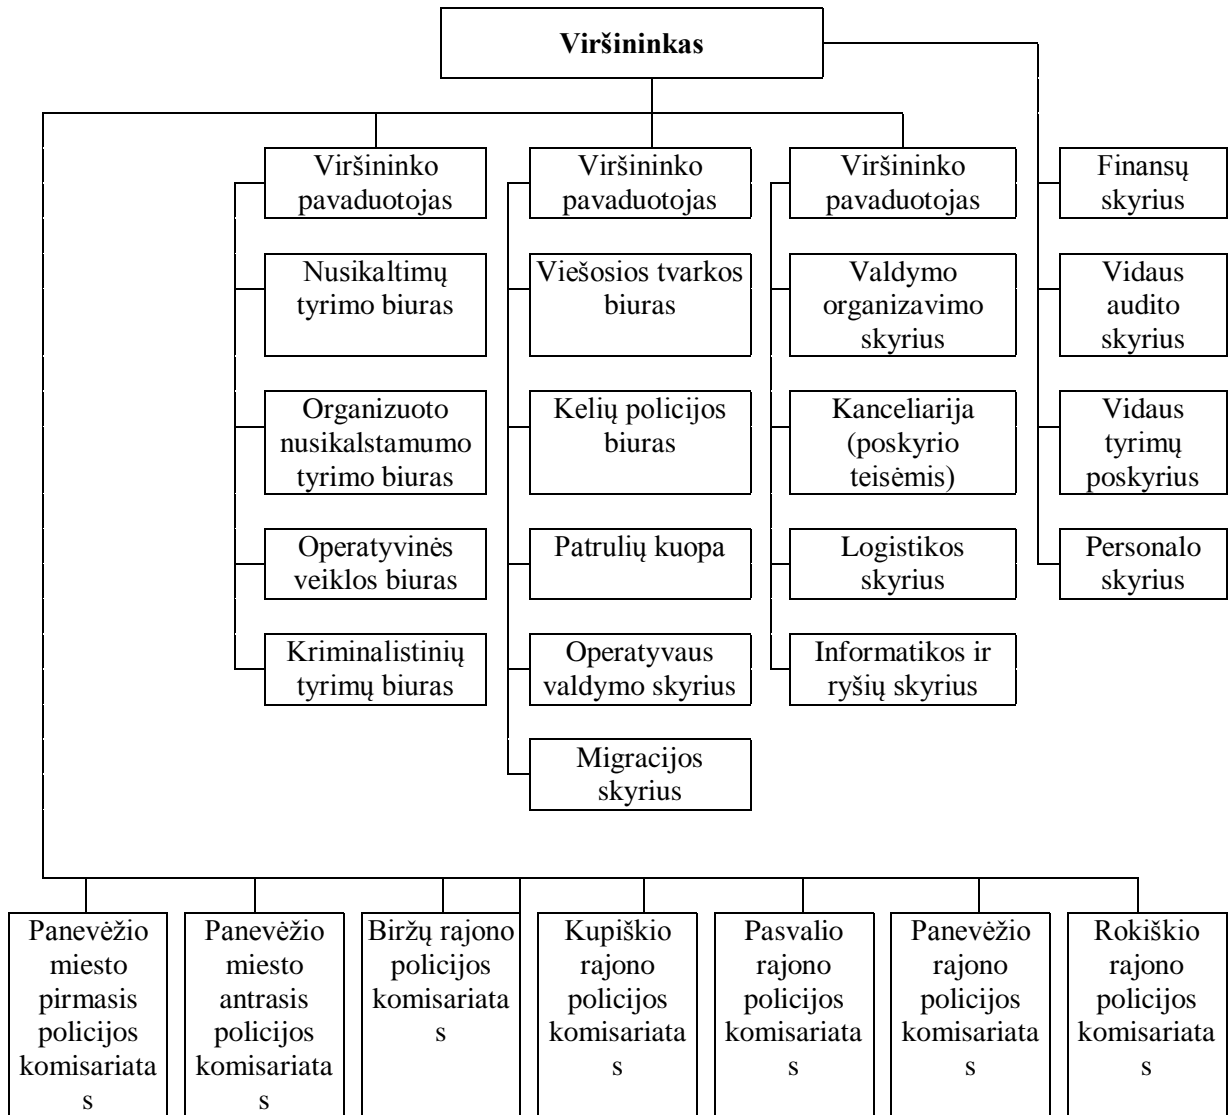 Viršininkas
Viršininko
pavaduotojas
Viršininko
pavaduotojas
Viršininko
pavaduotojas
Finansų
skyrius
Nusikaltimų
tyrimo biuras
Viešosios tvarkos
biuras
Valdymo
organizavimo
skyrius
Vidaus
audito
skyrius
Organizuoto
nusikalstamumo
tyrimo biuras
Kelių policijos
biuras
Kanceliarija
(poskyrio
teisėmis)
Vidaus
tyrimų
poskyrius
Operatyvinės
veiklos biuras
Patrulių kuopa
Logistikos
skyrius
Personalo
skyrius
Kriminalistinių
tyrimų biuras
Operatyvaus
valdymo skyrius
Informatikos ir
ryšių skyrius
Migracijos
skyrius
Panevėžio
miesto
pirmasis
policijos
komisariata
s
Panevėžio
miesto
antrasis
policijos
komisariata
s
Biržų rajono
policijos
komisariata
s
Kupiškio
rajono
policijos
komisariata
s
Pasvalio
rajono
policijos
komisariata
s
Panevėžio
rajono
policijos
komisariata
s
Rokiškio
rajono
policijos
komisariata
s